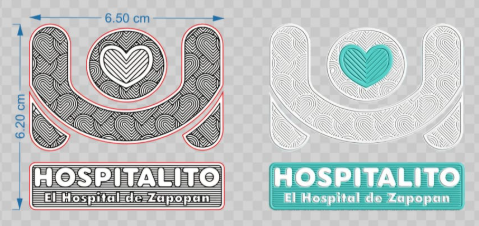 6.50 cm
6.20 cm
HOSPITALITO
El Hospital de Zapopan
HOSPITALITO
El Hospital de Zapopan